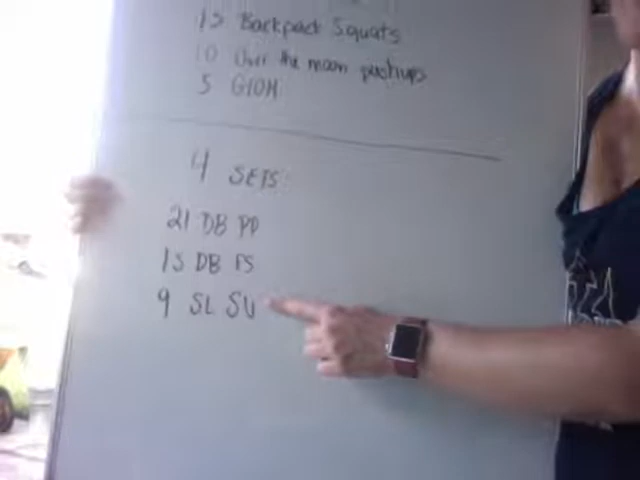 15 Backpack Squats
10 Over the moon pushups
5 GTOH
4 SETS:
21 DB PP
15 DB FS
9 SL SU